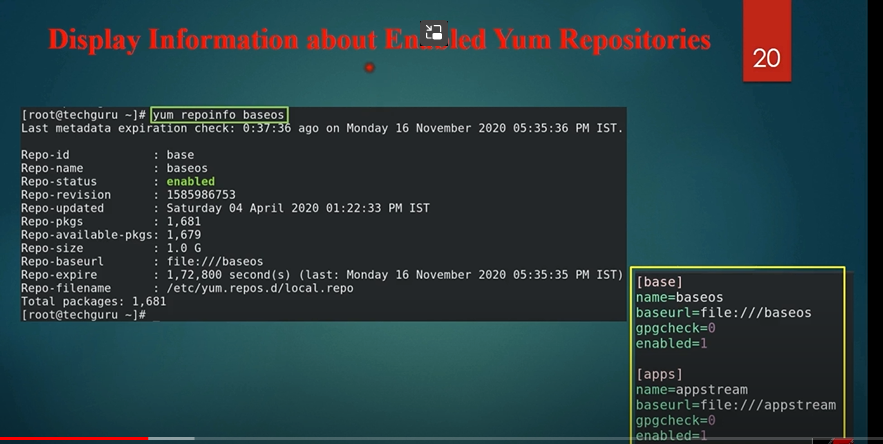 Display Information about Enabled Yum Repositories
20
[root@techguru ~]# yum repoinfo baseos
Last metadata expiration check: 0:37:36 ago on Monday 16 November 2020 05:35:36 PM IST.
Repo-id : base
Repo-name : baseos
Repo-status : enabled
Repo-revision : 1585986753
Repo-updated : Saturday 04 April 2020 01:22:33 PM IST
Repo-pkgs : 1,681
Repo-available-pkgs: 1,679
Repo-size : 1.0 G
Repo-baseurl : file:///baseos
Repo-expire : 1,72,800 second(s) (last: Monday 16 November 2020 05:35:35 PM IST)
Repo-filename : /etc/yum.repos.d/local.repo
Total packages: 1,681
[root@techguru ~]# _
[base]
name=baseos
baseurl=file:///baseos
gpgcheck=0
enabled=1
[apps]
name=appstream
baseurl=file:///appstream
gpgcheck=0
enabled=1